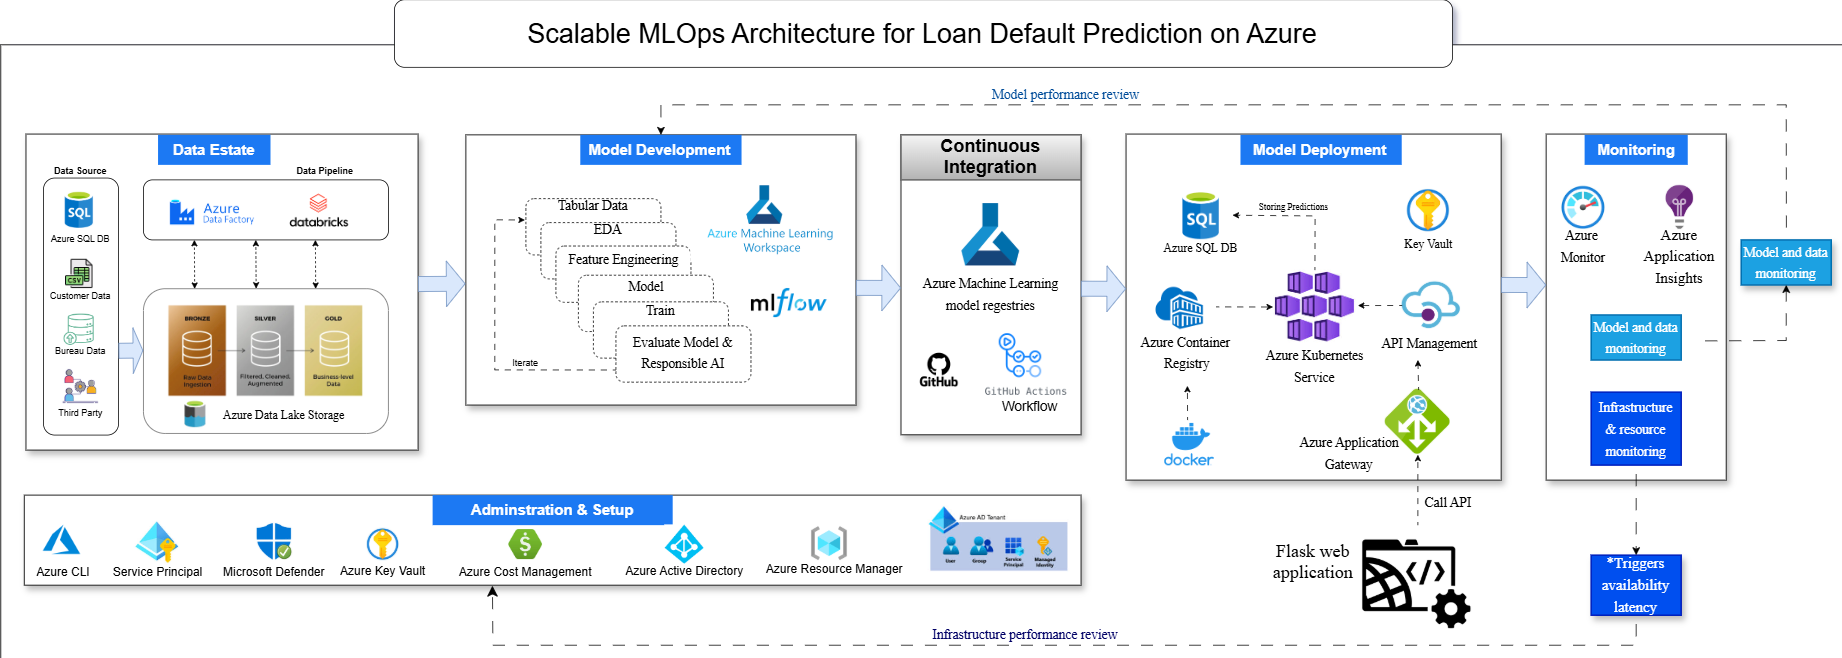 Scalable MLOps Architecture for Loan Default Prediction on Azure
Model performance review
Data Estate
Data Source
Azure SQL DB
CSV
Customer Data
Bureau Data
Third Party
Data Pipeline
Azure
Data Factory
databricks
BRONZE
Raw Data
Ingestion
SILVER
Filtered, Cleaned,
Augmented
GOLD
Business-level
Data
Azure Data Lake Storage
Model Development
Tabular Data
EDA
Feature Engineering
Model
Train
Evaluate Model &
Responsible AI
Iterate
Azure Machine Learning
Workspace
mlflow
Continuous
Integration
Azure Machine Learning
model regestries
GitHub
GitHub Actions
Workflow
Model Deployment
SQL
Azure SQL DB
Storing Predictions
Key Vault
Azure Container
Registry
Azure Kubernetes
Service
API Management
docker
Azure Application
Gateway
Call API
Flask web
application
Monitoring
Azure
Monitor
Azure
Application
Insights
Model and data
monitoring
Model and data
monitoring
Infrastructure
& resource
monitoring
*Triggers
availability
latency
Adminstration & Setup
Azure CLI
Service Principal
Microsoft Defender
Azure Key Vault
Azure Cost Management
Azure Active Directory
Azure Resource Manager
Azure AD Tenant
User
Group
Service
Principal
Managed
Identity
Infrastructure performance review
SQL